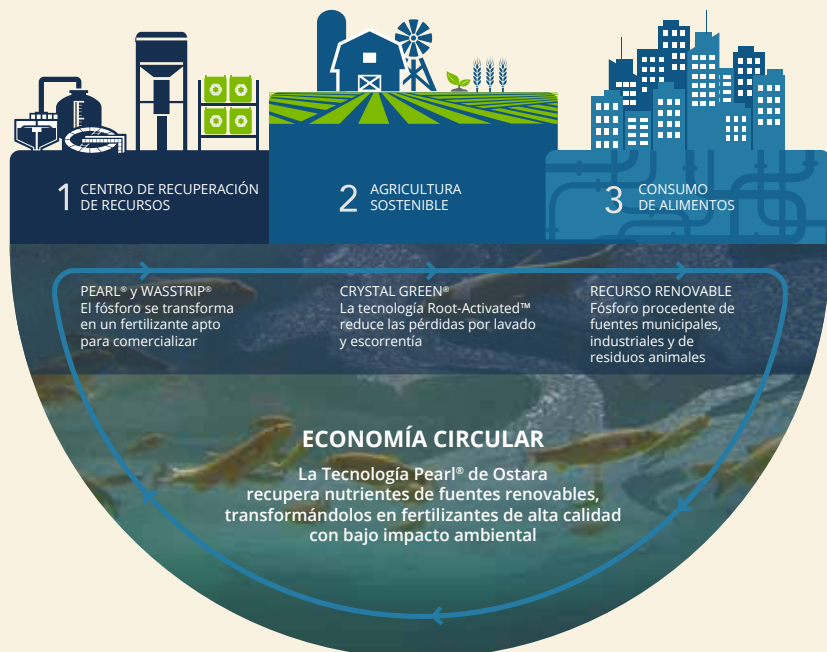 1 CENTRO DE RECUPERACIÓN
DE RECURSOS
2 AGRICULTURA
SOSTENIBLE
3 CONSUMO
DE ALIMENTOS
PEARL® y WASSTRIP®
El fósforo se transforma
en un fertilizante apto
para comercializar
CRYSTAL GREEN®
La tecnología Root-Activated™
reduce las pérdidas por lavado
y escorrentía
RECURSO RENOVABLE
Fósforo procedente de
fuentes municipales,
industriales y de
residuos animales
ECONOMÍA CIRCULAR
La Tecnología Pearl® de Ostara
recupera nutrientes de fuentes renovables,
transformándolos en fertilizantes de alta calidad
con bajo impacto ambiental